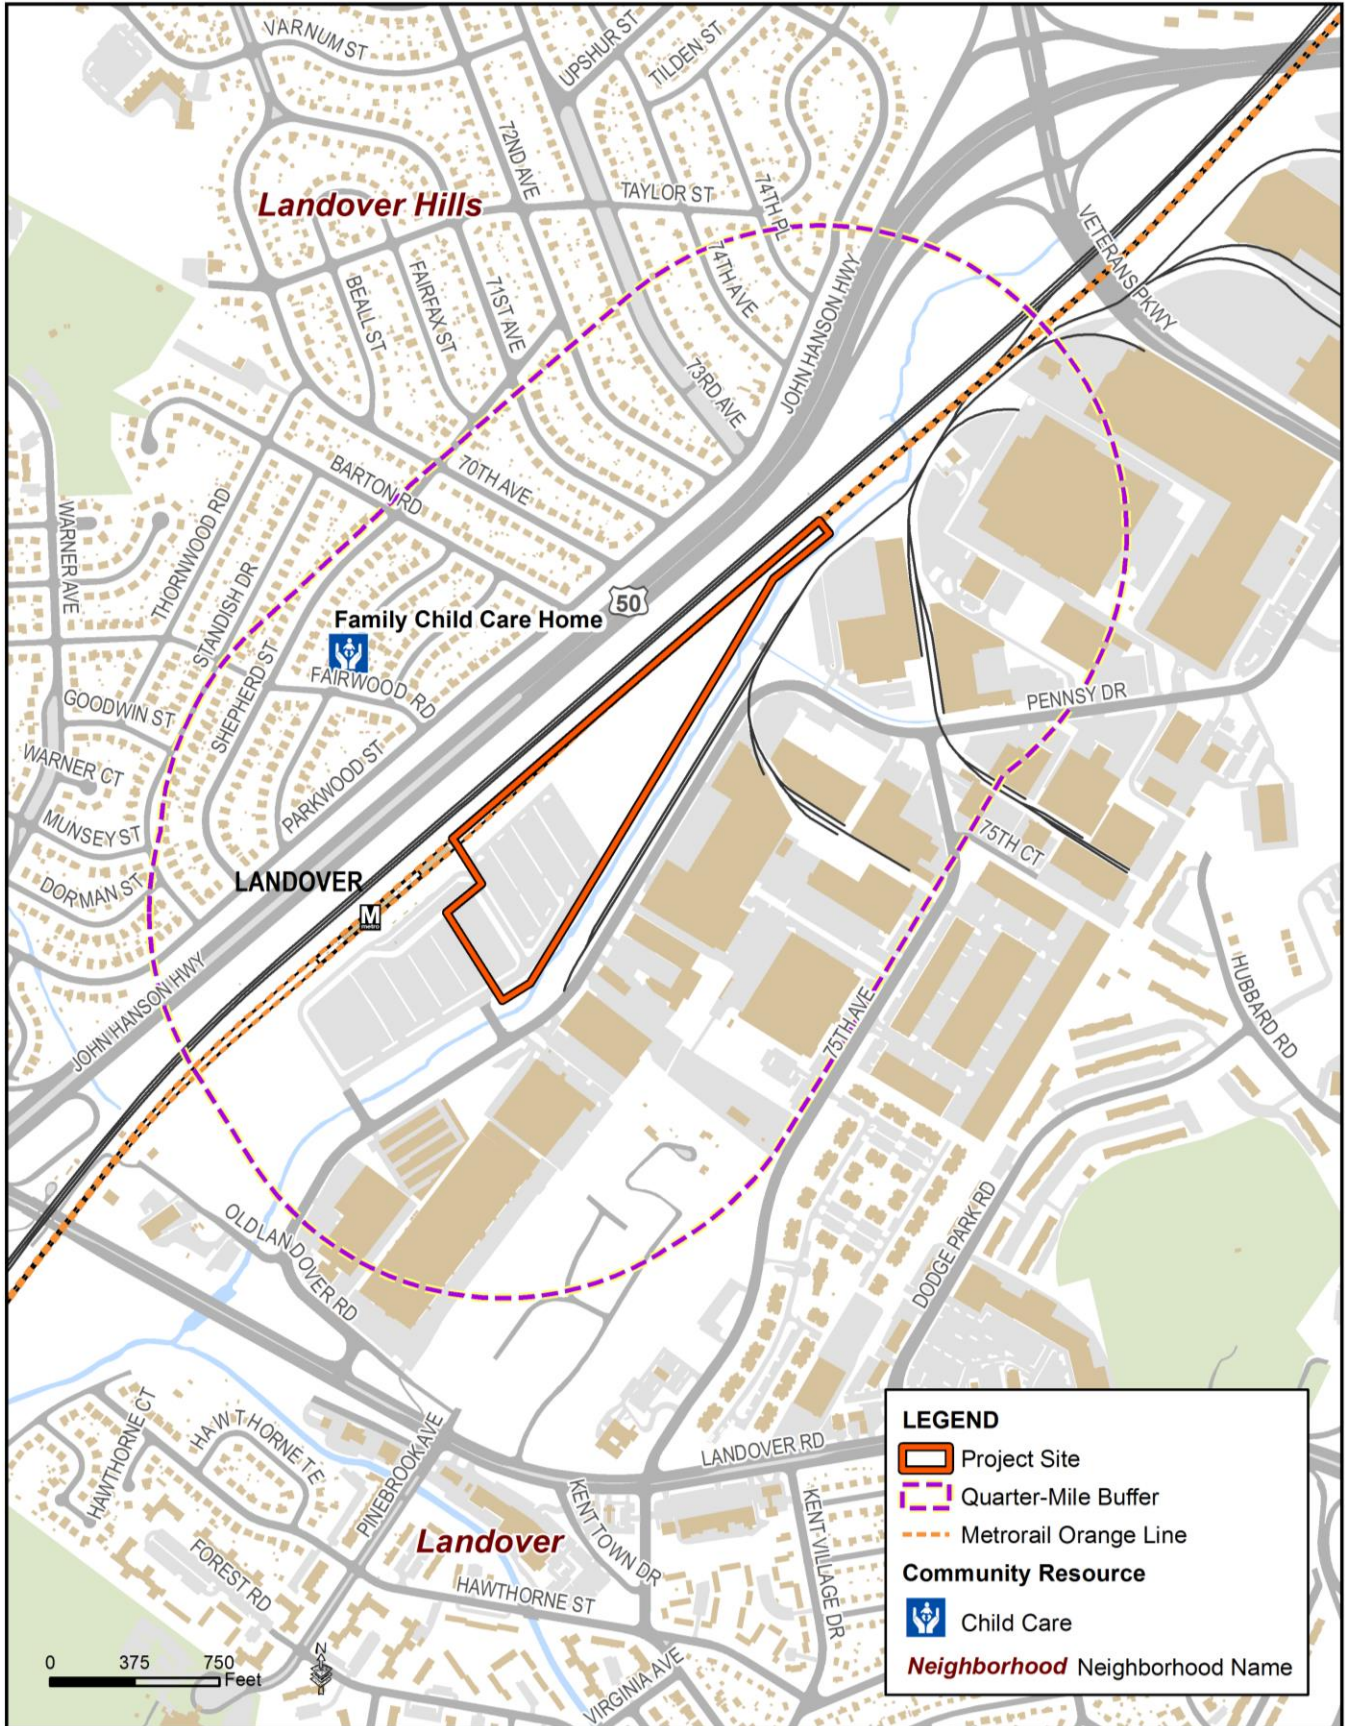 VARNUM ST
UPSHUR ST
TILDEN ST
72ND AVE
TAYLOR ST
74TH PL
Landover Hills
VETERANS PKWY
74TH AVE
JOHN HANSON HWY
BEALL ST
FAIRFAX ST
71ST AVE
73RD AVE
BARTON RD
70TH AVE
THORNWOOD RD
WARNER AVE
STANDISH DR
50
Family Child Care Home
SHEPHERD ST
FAIRWOOD RD
GOODWIN ST
PENNSY DR
WARNER CT
PARKWOOD ST
MUNSEY ST
75TH CT
DORMAN ST
LANDOVER
M
metro
HUBBARD RD
JOHN HANSON HWY
75TH AVE
OLD LANDOVER RD
DODGE PARK RD
HAWTHORNE CT
HAWTHORNE TE
PINEBROOK AVE
LANDOVER RD
KENT TOWN DR
KENT VILLAGE DR
Landover
FOREST RD
HAWTHORNE ST
VIRGINIA AVE
0 375 750
Feet
N
LEGEND
Project Site
Quarter-Mile Buffer
Metrorail Orange Line
Community Resource
Child Care
Neighborhood Neighborhood Name